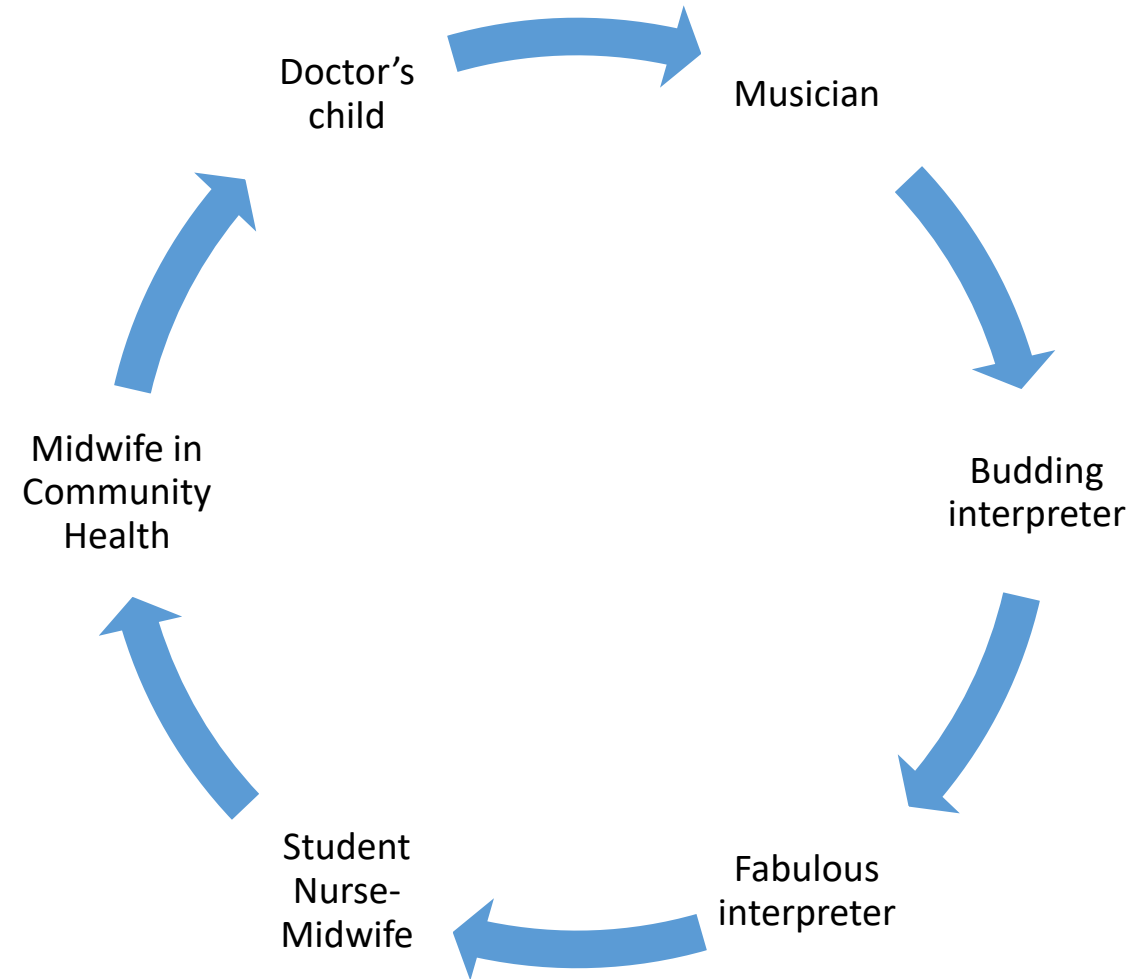 Doctor’s
child
Musician
Budding
interpreter
Fabulous
interpreter
Student
Nurse-
Midwife
Midwife in
Community
Health